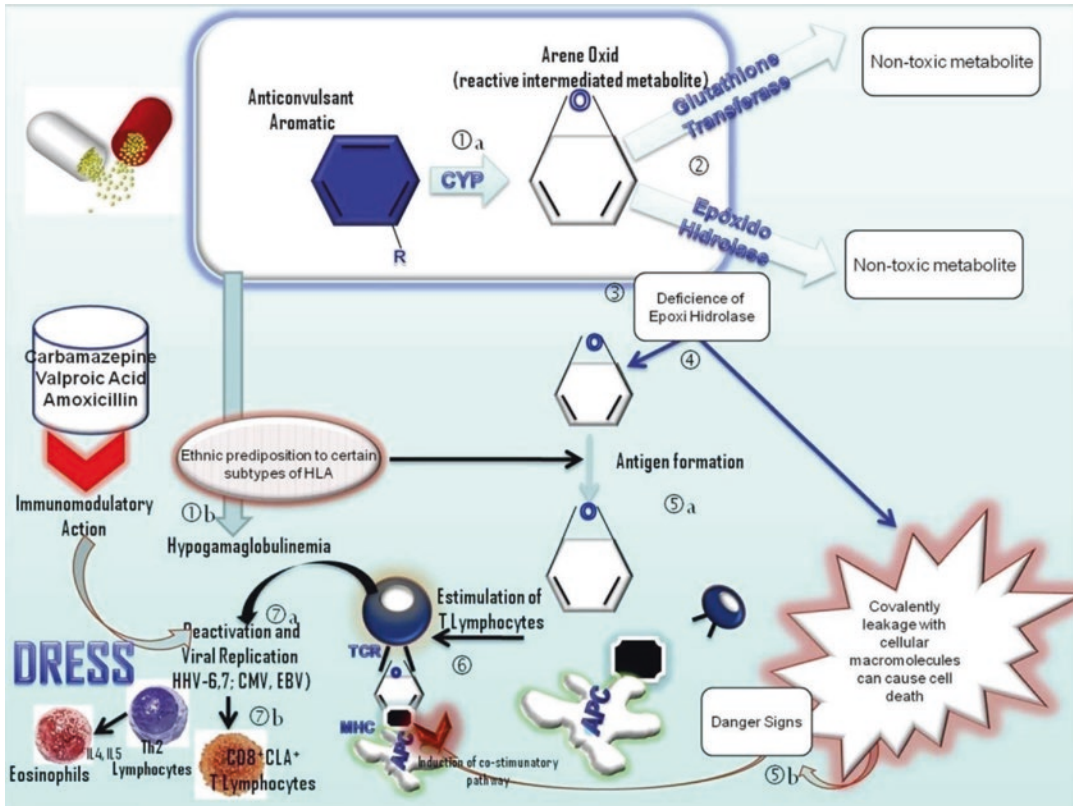 Arene Oxid
(reactive intermediated metabolite)
O
Anticonvulsant
Aromatic
①a
CYP
R
Glutathione
Transferase
②
Epóxido
Hidrolase
Non-toxic metabolite
Non-toxic metabolite
③
Deficience of
Epoxi Hidrolase
④
O
Carbamazepine
Valproic Acid
Amoxicillin
Immunomodulatory
Action
Ethnic prediposition to certain
subtypes of HLA
①b
Hypogamaglobulinemia
Antigen formation
⑤a
O
Covalently
leakage with
cellular
macromolecules
can cause cell
death
Danger Signs
⑤b
Estimulation of
T Lymphocytes
⑥
TCR
O
MHC
APC
APC
Induction of co-stimunatory
pathway
⑦a
Reactivation and
Viral Replication
HHV-6,7; CMV, EBV)
⑦b
DRESS
Eosinophils
IL4, IL5
Th2
Lymphocytes
CD8+CLA+
T Lymphocytes